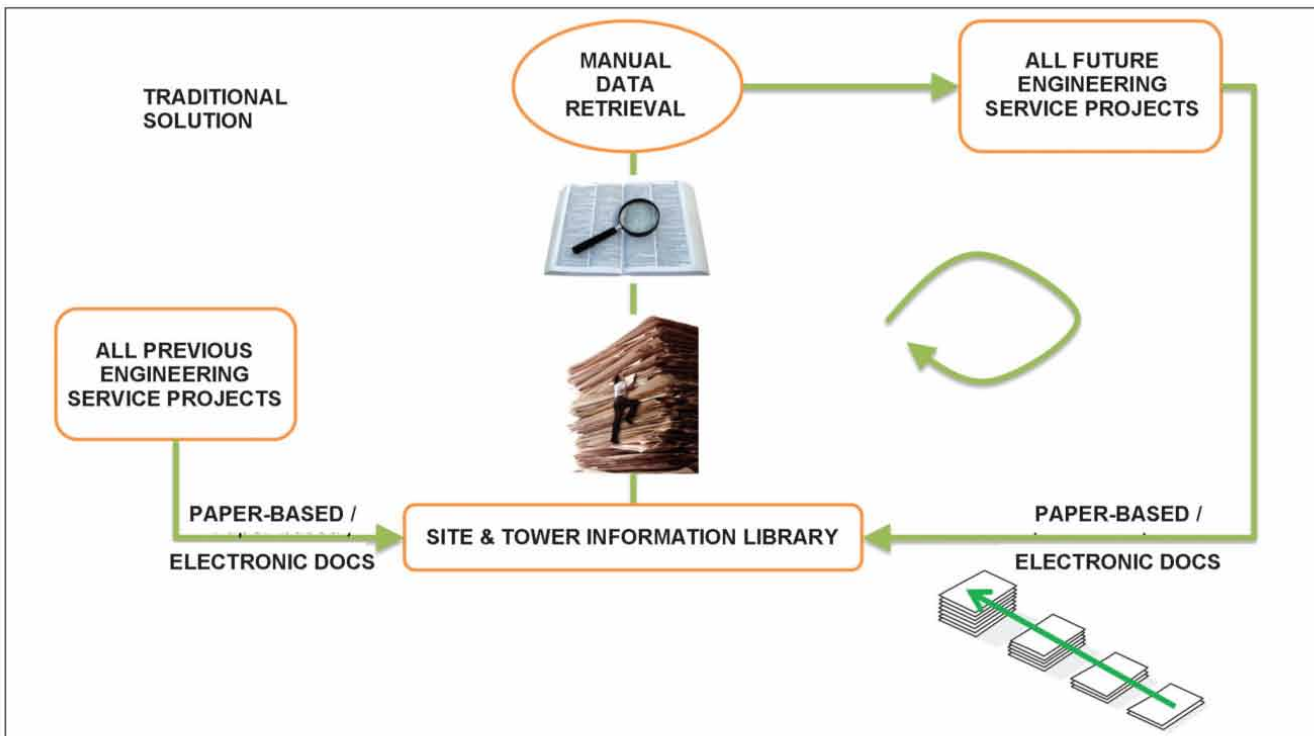 TRADITIONAL
SOLUTION
MANUAL
DATA
RETRIEVAL
ALL FUTURE
ENGINEERING
SERVICE PROJECTS
ALL PREVIOUS
ENGINEERING
SERVICE PROJECTS
PAPER-BASED /
ELECTRONIC DOCS
SITE & TOWER INFORMATION LIBRARY
PAPER-BASED /
ELECTRONIC DOCS